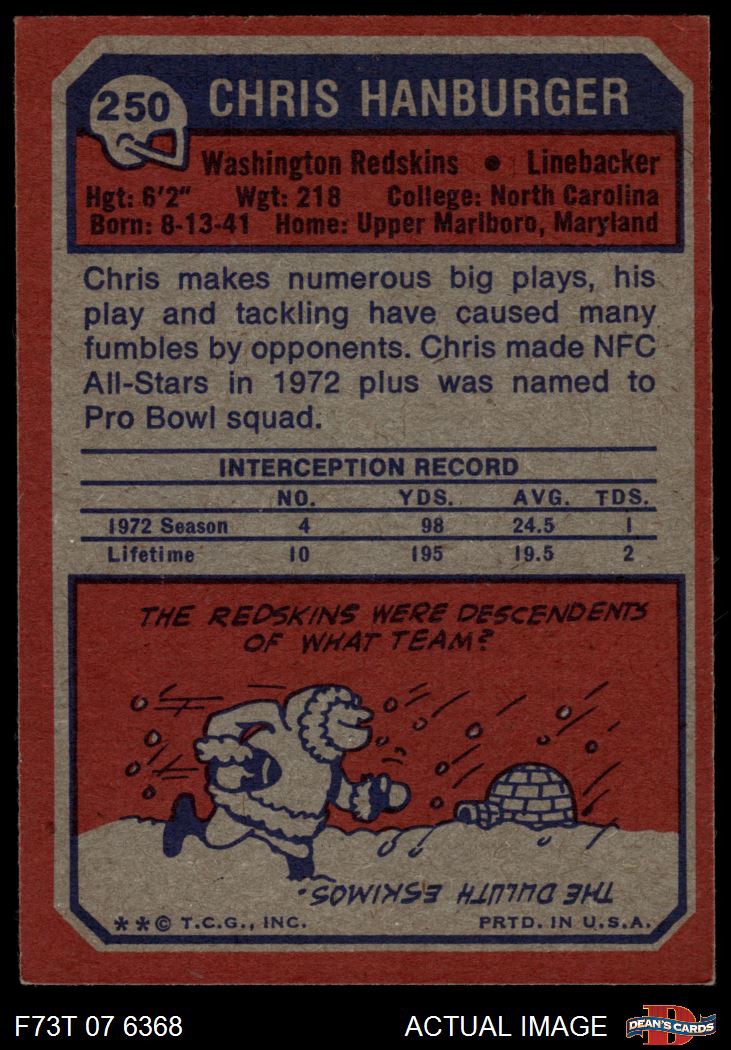 250
CHRIS HANBURGER
Washington Redskins • Linebacker
Hgt: 6'2" Wgt: 218 College: North Carolina
Born: 8-13-41 Home: Upper Marlboro, Maryland
Chris makes numerous big plays, his
play and tackling have caused many
fumbles by opponents. Chris made NFC
All-Stars in 1972 plus was named to
Pro Bowl squad.
INTERCEPTION RECORD
NO. YDS. AVG. TDS.
1972 Season 4 98 24.5 1
Lifetime 10 195 19.5 2
THE REDSKINS WERE DESCENDENTS
OF WHAT TEAM?
THE DULUTH ESKIMOS.
**© T.C.G., INC. PRTD. IN U.S.A.
F73T 07 6368 ACTUAL IMAGE
D
DEAN'S CARDS